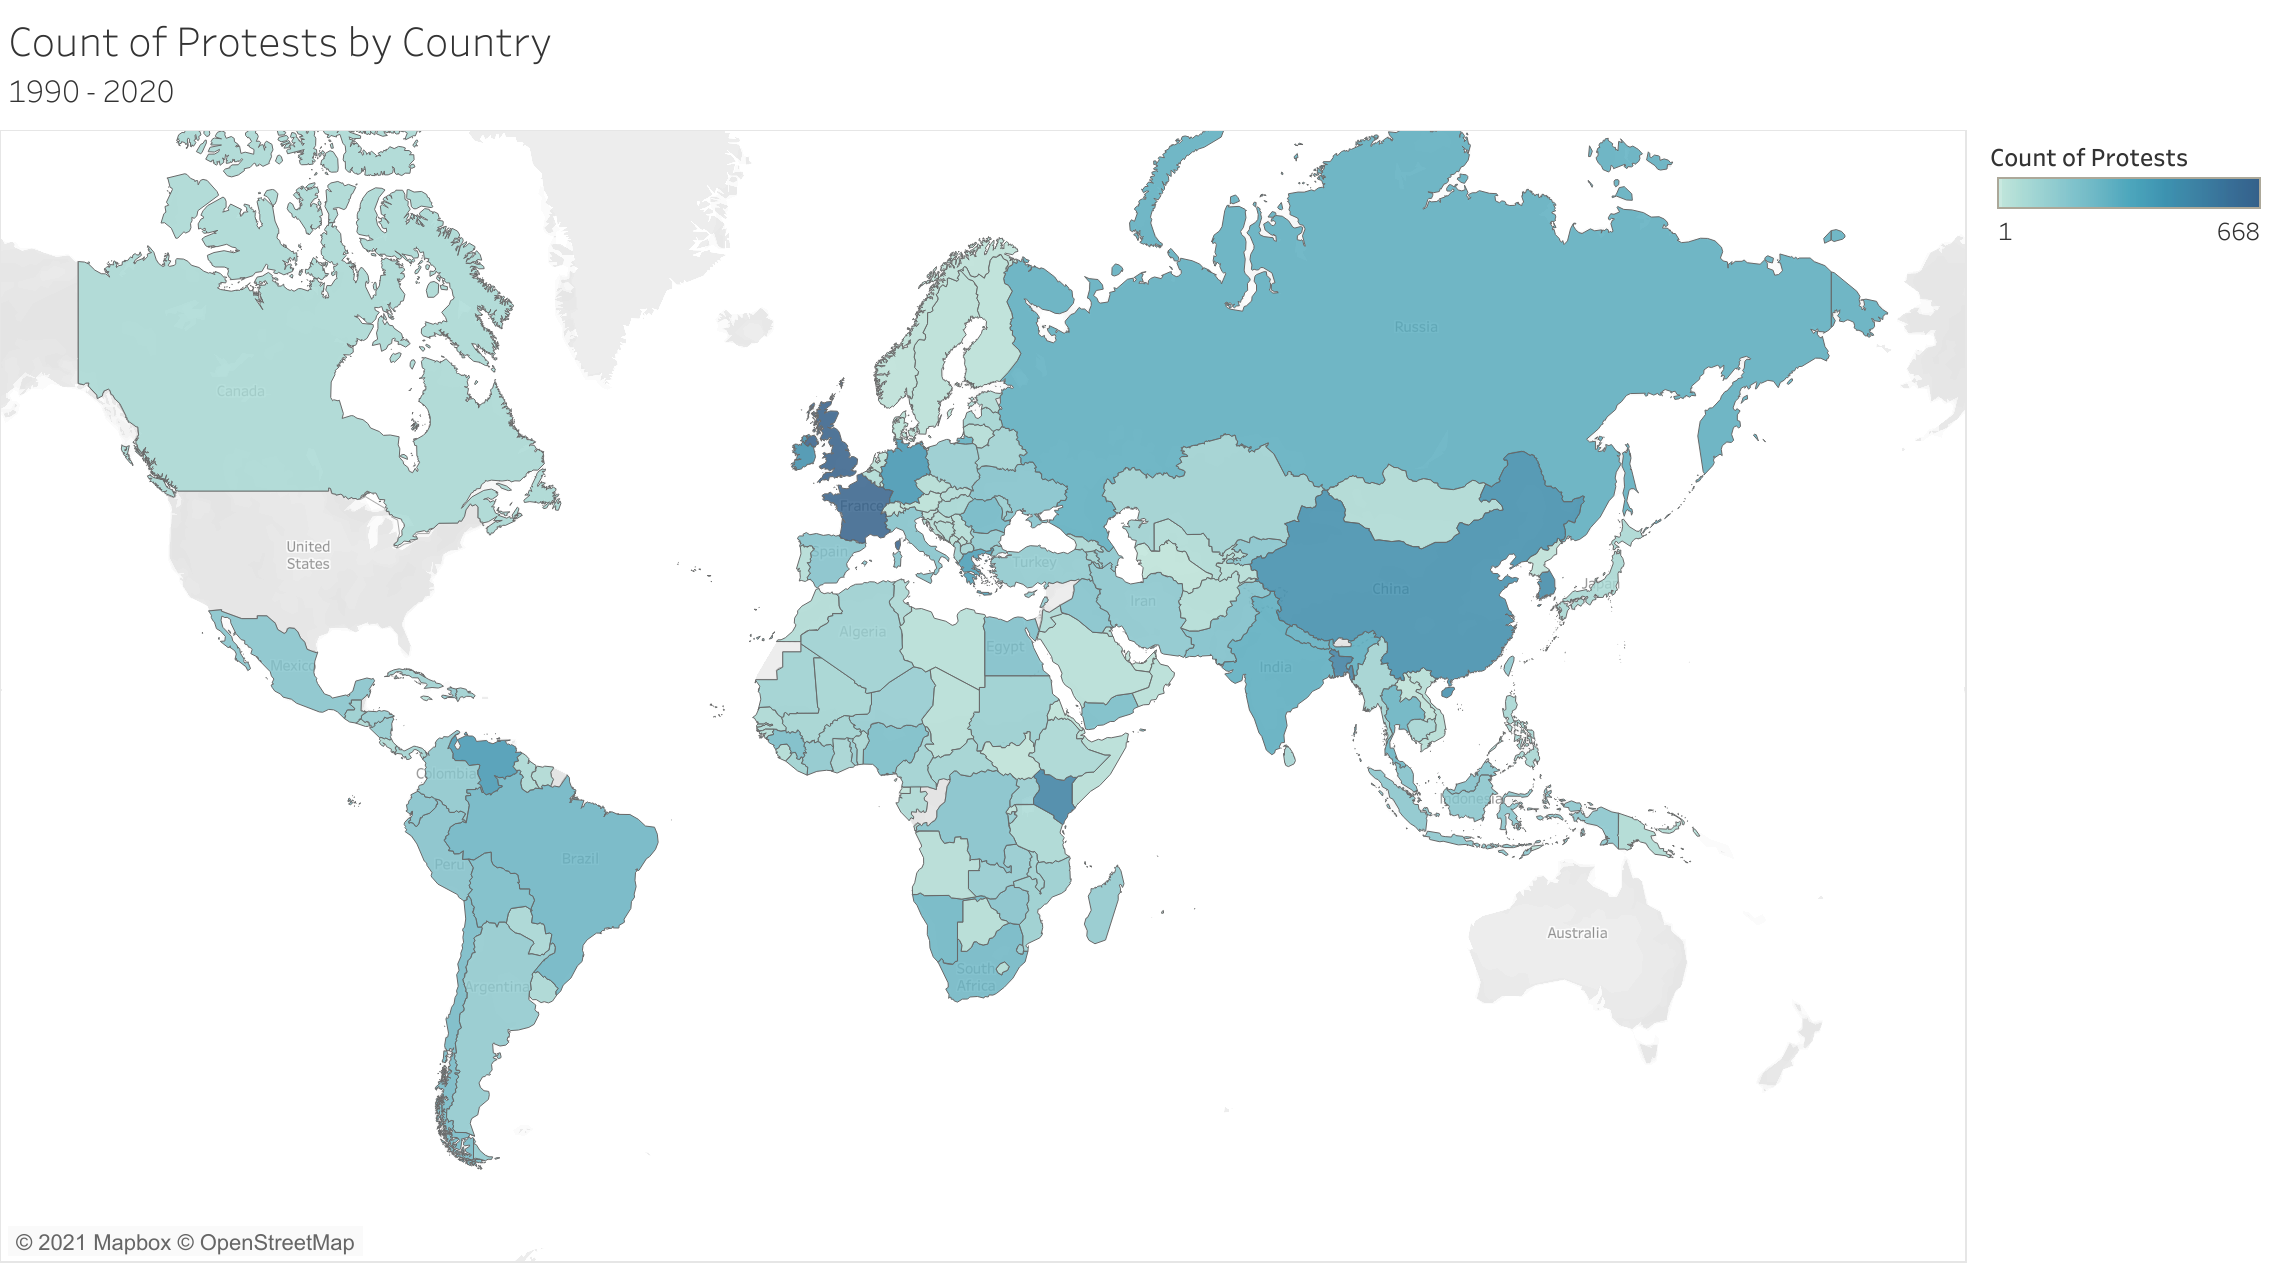 Count of Protests by Country
1990 - 2020
Count of Protests
1
668
Russia
Canada
France
United
States
Spain
Turkey
China
Japan
Iran
Algeria
Egypt
Mexico
India
Colombia
Indonesia
Brazil
Peru
Australia
South
Africa
Argentina
© 2021 Mapbox © OpenStreetMap